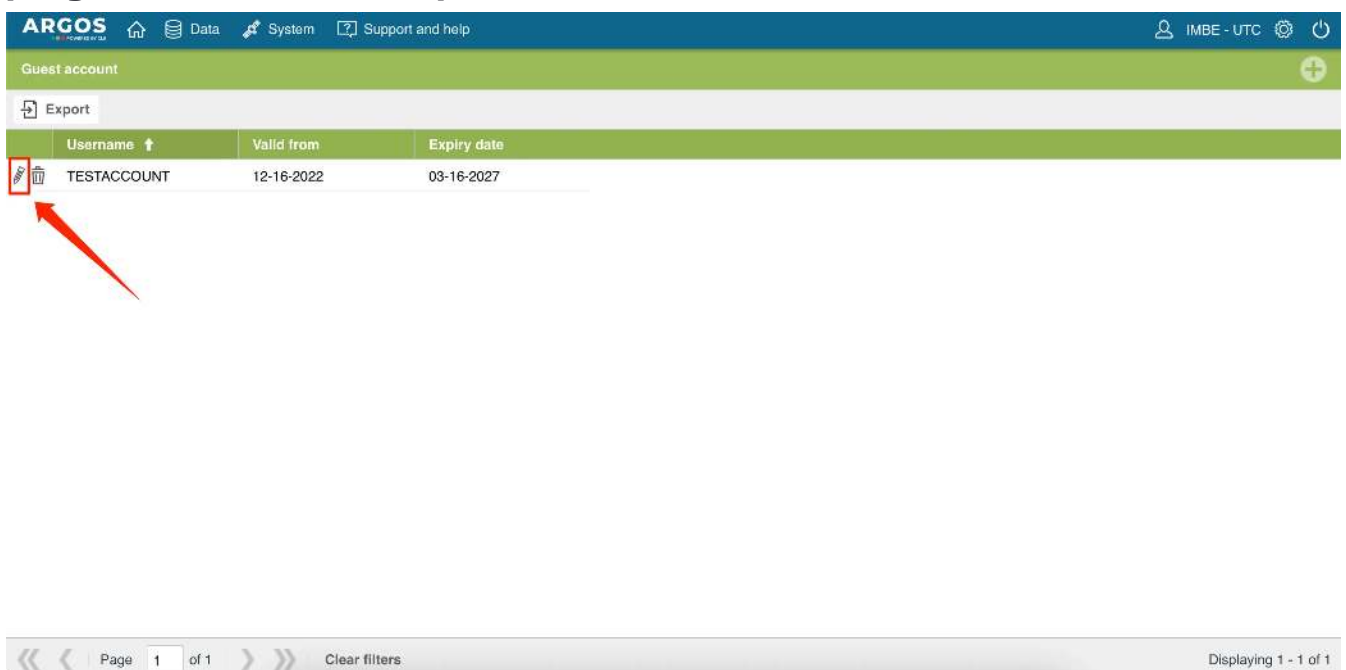 ARGOS Data System Support and help IMBE - UTC
Guest account
Export
Username Valid from Expiry date
TESTACCOUNT 12-16-2022 03-16-2027
Page 1 of 1 Clear filters Displaying 1 - 1 of 1